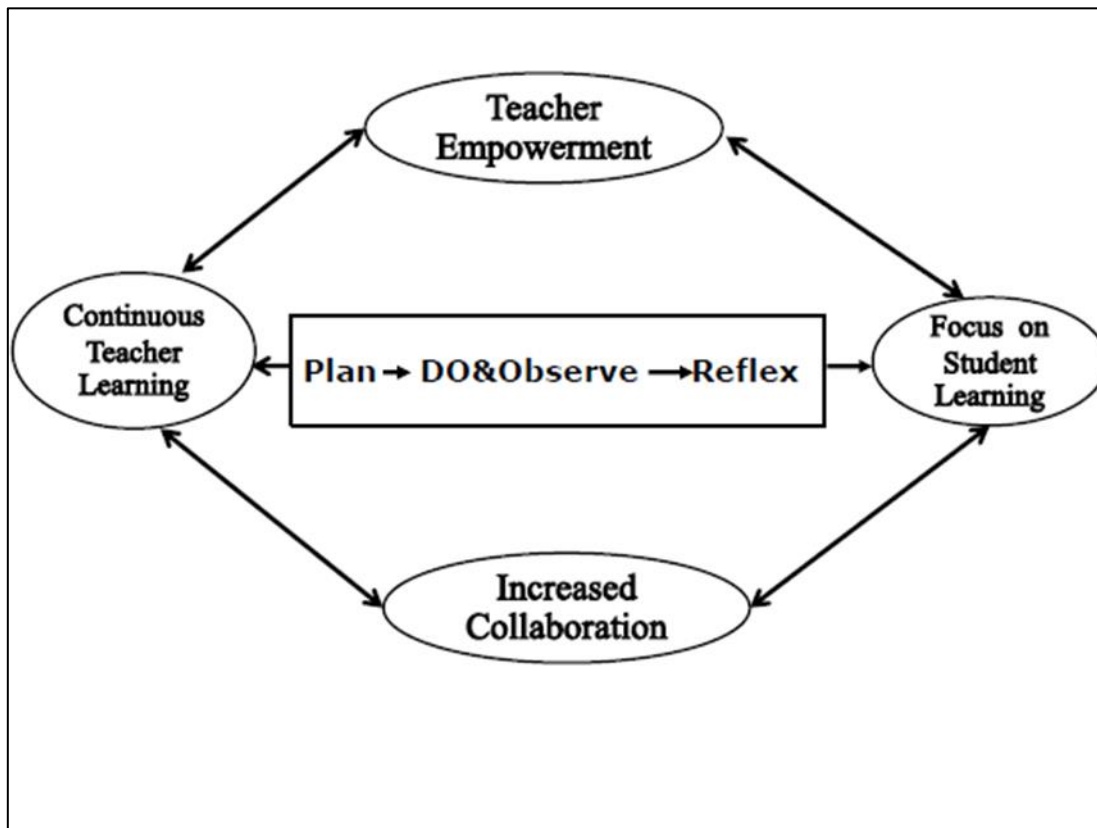 Teacher
Empowerment
Continuous
Teacher
Learning
Plan → DO&Observe → Reflex
Focus on
Student
Learning
Increased
Collaboration